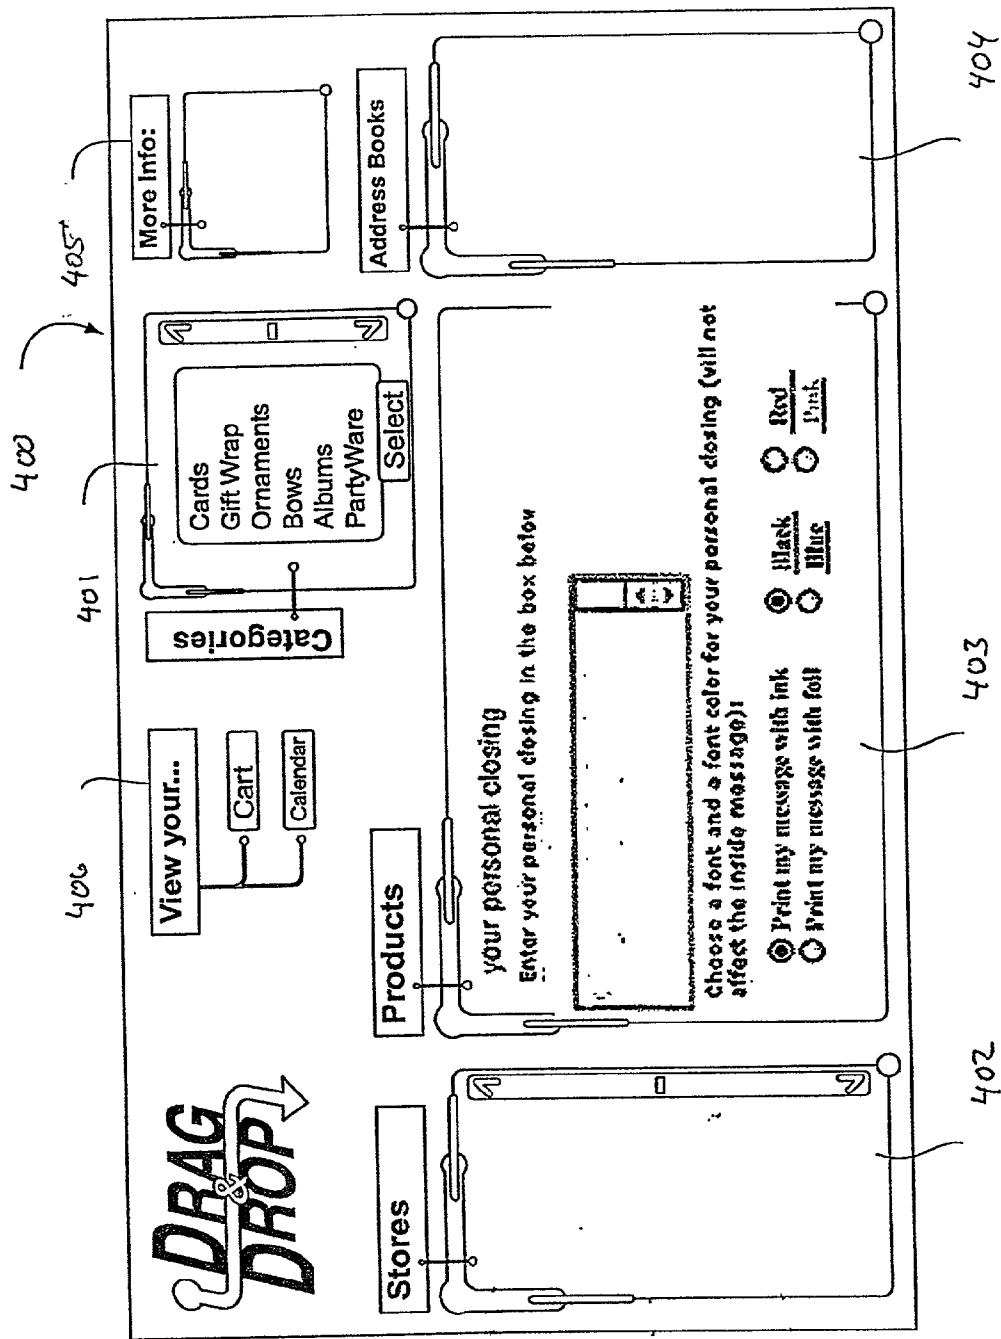 400
406
401
405
DRAG
&
DROP
View your...
Cart
Calendar
Categories
Cards
Gift Wrap
Ornaments
Bows
Albums
PartyWare
Select
More Info:
Stores
Products
Address Books
your personal closing
Enter your personal closing in the box below
Choose a font and a font color for your personal closing (will not
affect the inside message):
Print my message with ink
Black
Red
Print my message with foil
Blue
Pink
402
403
404